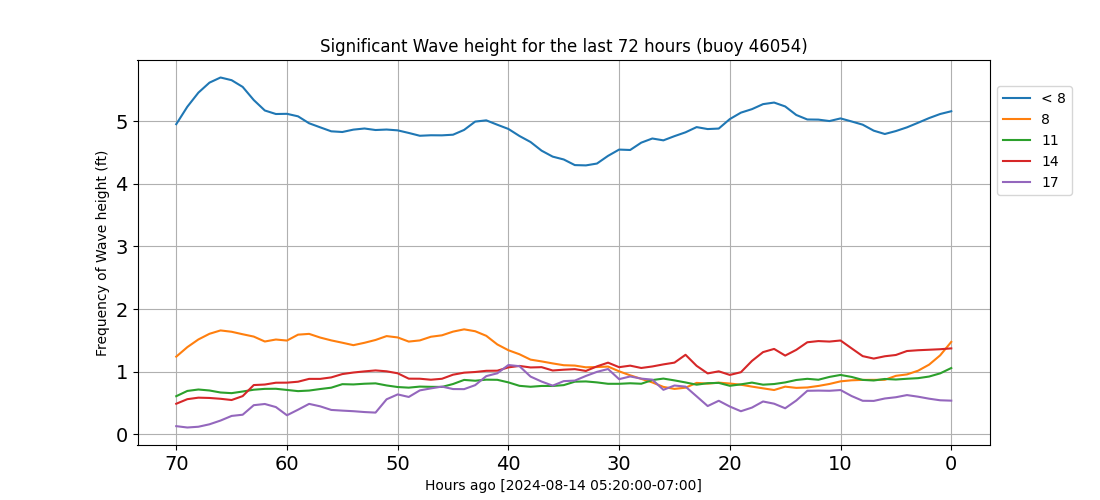 Significant Wave height for the last 72 hours (buoy 46054)
Frequency of Wave height (ft)
5
4
3
2
1
0
70 60 50 40 30 20 10 0
Hours ago [2024-08-14 05:20:00-07:00]
< 8
8
11
14
17